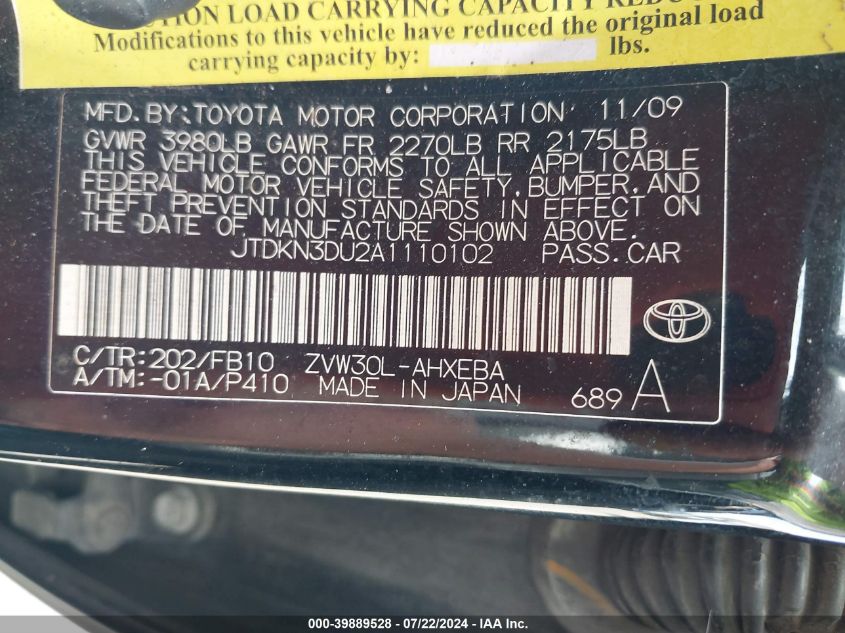 LOAD CARRYING CAPACITY
Modifications to this vehicle have reduced the original load
carrying capacity by: lbs.
MFD.BY:TOYOTA MOTOR CORPORATION 11/09
GVWR 3980LB GAWR FR 2270LB RR 2175LB
THIS VEHICLE CONFORMS TO ALL APPLICABLE
FEDERAL MOTOR VEHICLE SAFETY,BUMPER,AND
THEFT PREVENTION STANDARDS IN EFFECT ON
THE DATE OF MANUFACTURE SHOWN ABOVE.
JTDKN3DU2A1110102 PASS.CAR
C/TR:202/FB10 ZVW30L-AHXEBA
A/TM:-01A/P410 MADE IN JAPAN 689 A
000-39889528 / 07/22/2024 - IAA Inc.